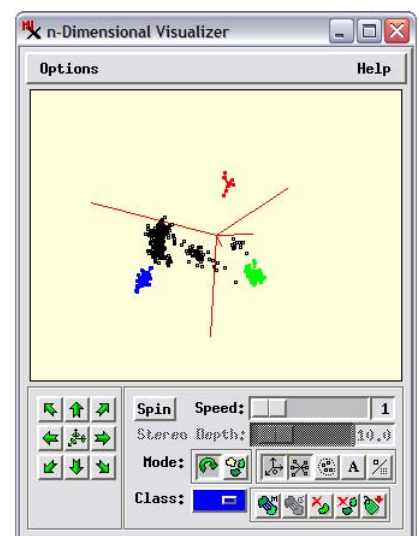 n-Dimensional Visualizer
Options Help
Spin Speed: 1
Stereo Depth: 10.0
Mode: A
Class: